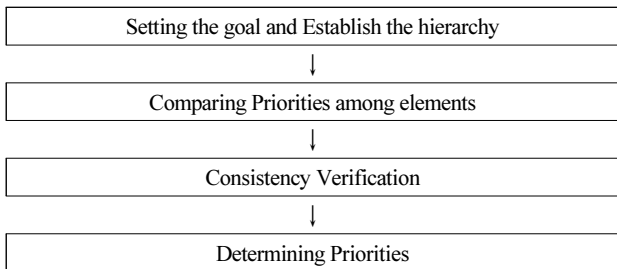 Setting the goal and Establish the hierarchy
Comparing Priorities among elements
Consistency Verification
Determining Priorities